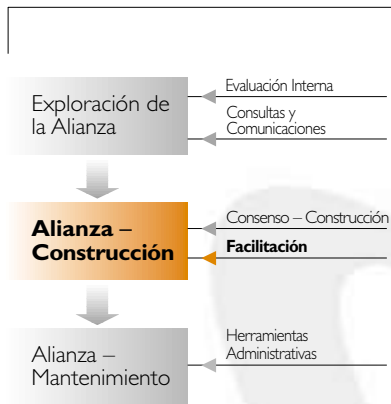 Exploración de
la Alianza
Evaluación Interna
Consultas y
Comunicaciones
Alianza –
Construcción
Consenso – Construcción
Facilitación
Alianza –
Mantenimiento
Herramientas
Administrativas